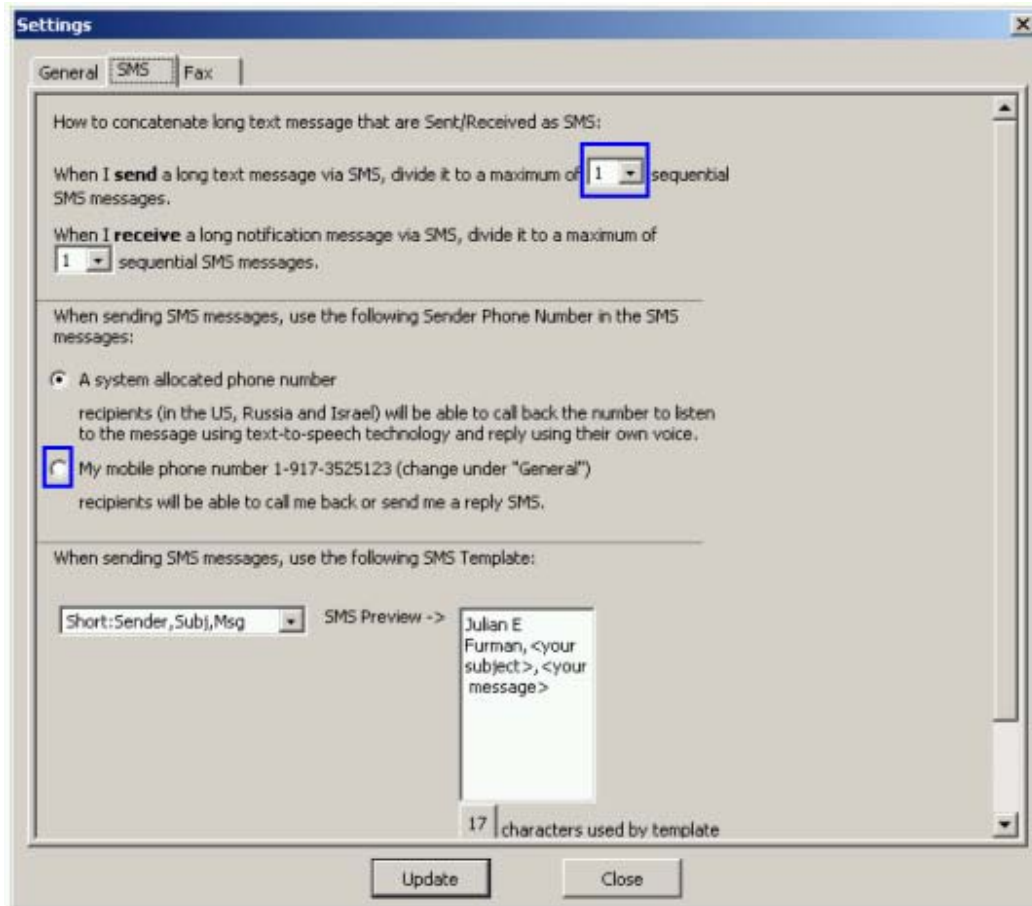 Settings
General SMS Fax
How to concatenate long text message that are Sent/Received as SMS:
When I send a long text message via SMS, divide it to a maximum of 1 sequential
SMS messages.
When I receive a long notification message via SMS, divide it to a maximum of
1 sequential SMS messages.
When sending SMS messages, use the following Sender Phone Number in the SMS
messages:
A system allocated phone number
recipients (in the US, Russia and Israel) will be able to call back the number to listen
to the message using text-to-speech technology and reply using their own voice.
My mobile phone number 1-917-3525123 (change under "General")
recipients will be able to call me back or send me a reply SMS.
When sending SMS messages, use the following SMS Template:
Short:Sender,Subj,Msg SMS Preview ->
Julian E
Furman, <your
subject>, <your
message>
17 characters used by template
Update Close